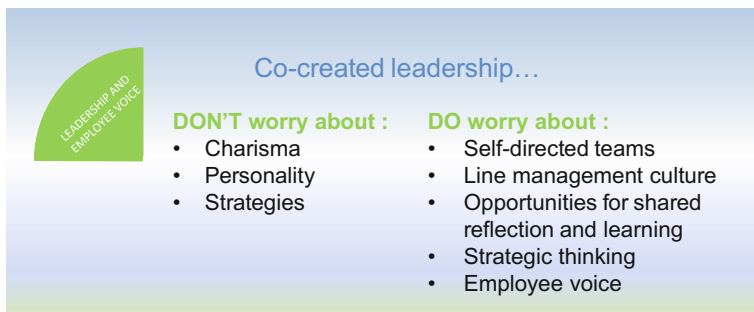 Co-created leadership…
LEADERSHIP AND
EMPLOYEE VOICE
DON'T worry about :
• Charisma
• Personality
• Strategies
DO worry about :
• Self-directed teams
• Line management culture
• Opportunities for shared
reflection and learning
• Strategic thinking
• Employee voice